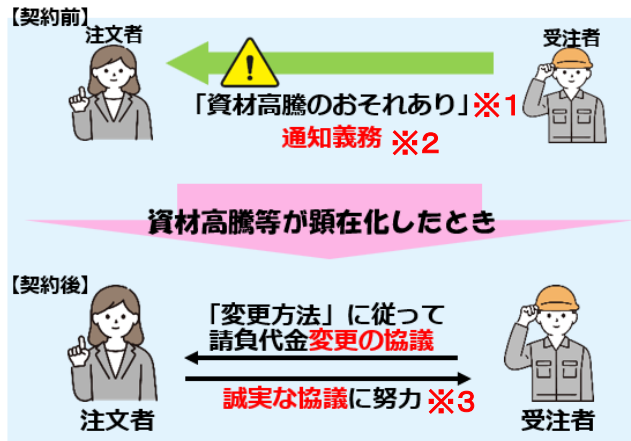 【契約前】
注文者
受注者
「資材高騰のおそれあり」※1
通知義務 ※2
資材高騰等が顕在化したとき
【契約後】
「変更方法」に従って
請負代金変更の協議
誠実な協議に努力 ※3
注文者
受注者